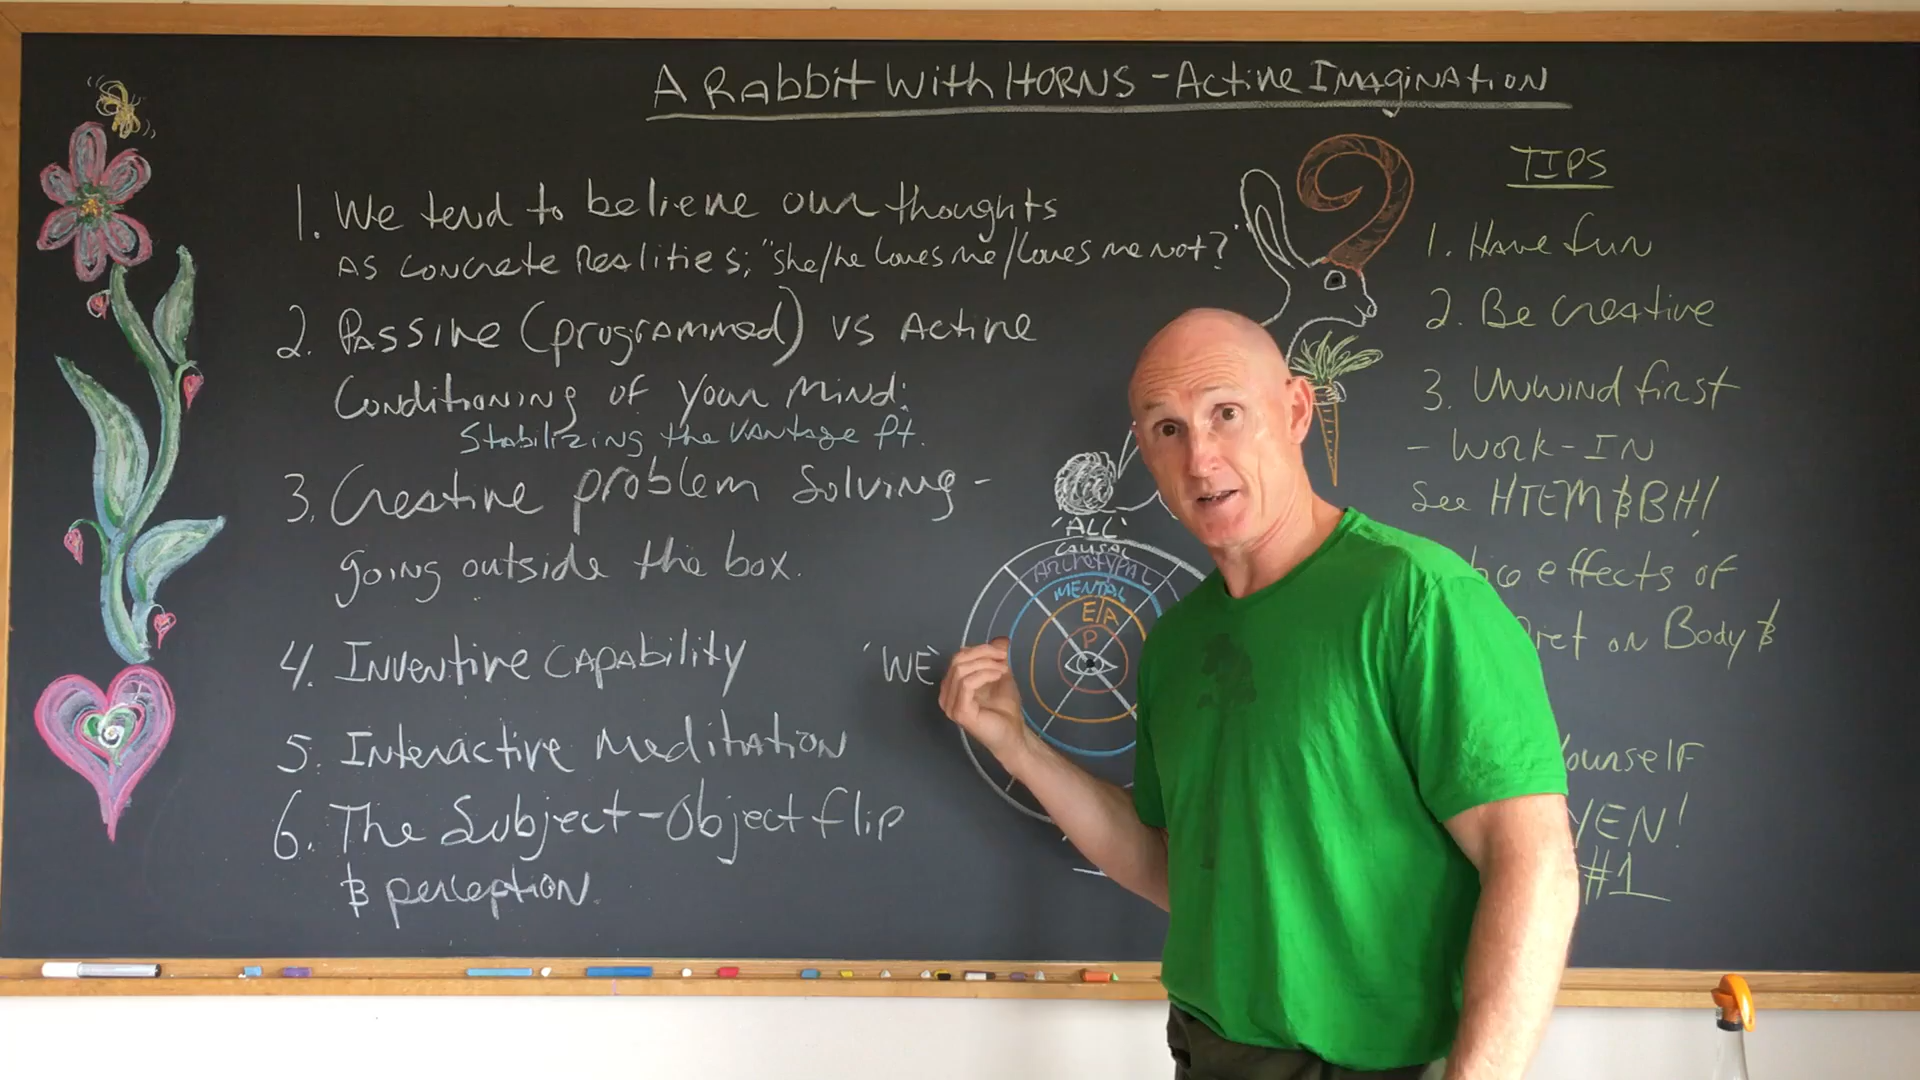 A Rabbit With HORNS - Active Imagination
1. We tend to believe our thoughts
as concrete realities; "she/he loves me/loves me not?"
2. Passive (programmed) vs Active
Conditioning of your mind:
Stabilizing the vantage pt.
3. Creative problem solving -
going outside the box.
4. Inventive capability
5. Interactive meditation
6. The Subject-Object flip
& perception.
'ALL'
CAUSAL
Archetypal
MENTAL
E/A
P
'WE'
TIPS
1. Have fun
2. Be creative
3. Unwind first
- Work-IN
See HTEM&BH!
effects of
on Body &
YEN!
#1